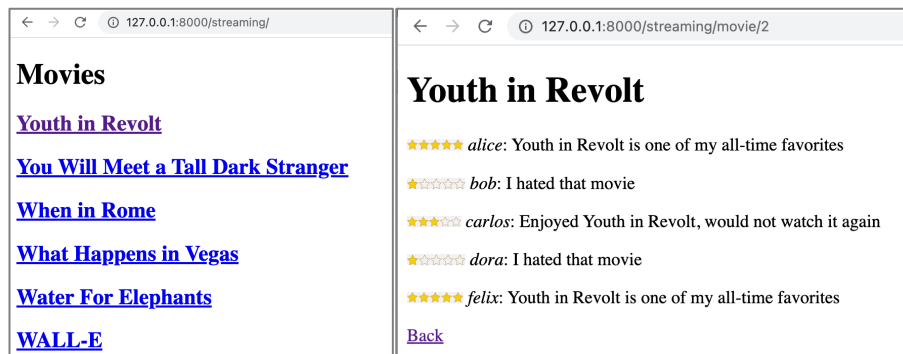 127.0.0.1:8000/streaming/
Movies
Youth in Revolt
You Will Meet a Tall Dark Stranger
When in Rome
What Happens in Vegas
Water For Elephants
WALL-E
127.0.0.1:8000/streaming/movie/2
Youth in Revolt
alice: Youth in Revolt is one of my all-time favorites
bob: I hated that movie
carlos: Enjoyed Youth in Revolt, would not watch it again
dora: I hated that movie
felix: Youth in Revolt is one of my all-time favorites
Back